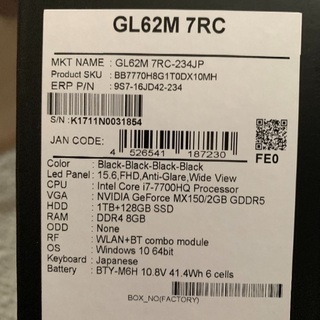 GL62M 7RC
MKT NAME : GL62M 7RC-234JP
Product SKU : BB7770H8G1T0DX10MH
ERP P/N : 9S7-16JD42-234
S/N : K1711N0031854
JAN CODE:
4 526541 187230
FE0
Color : Black-Black-Black-Black
Led Panel : 15.6,FHD,Anti-Glare,Wide View
CPU : Intel Core i7-7700HQ Processor
VGA : NVIDIA GeForce MX150/2GB GDDR5
HDD : 1TB+128GB SSD
RAM : DDR4 8GB
ODD : None
RF : WLAN+BT combo module
OS : Windows 10 64bit
Keyboard : Japanese
Battery : BTY-M6H 10.8V 41.4Wh 6 cells
BOX_NO(FACTORY)